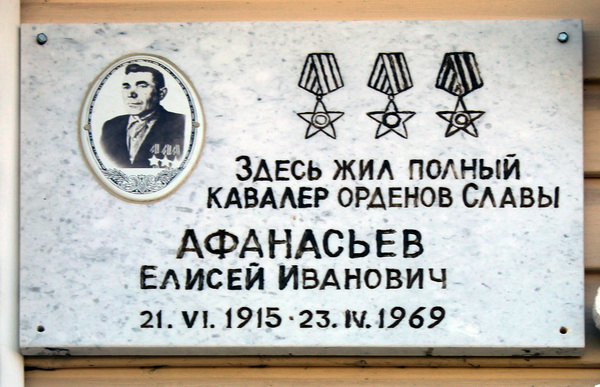 Здесь жил полный
кавалер орденов Славы
Афанасьев
Елисей Иванович
21. VI. 1915 · 23. IV. 1969